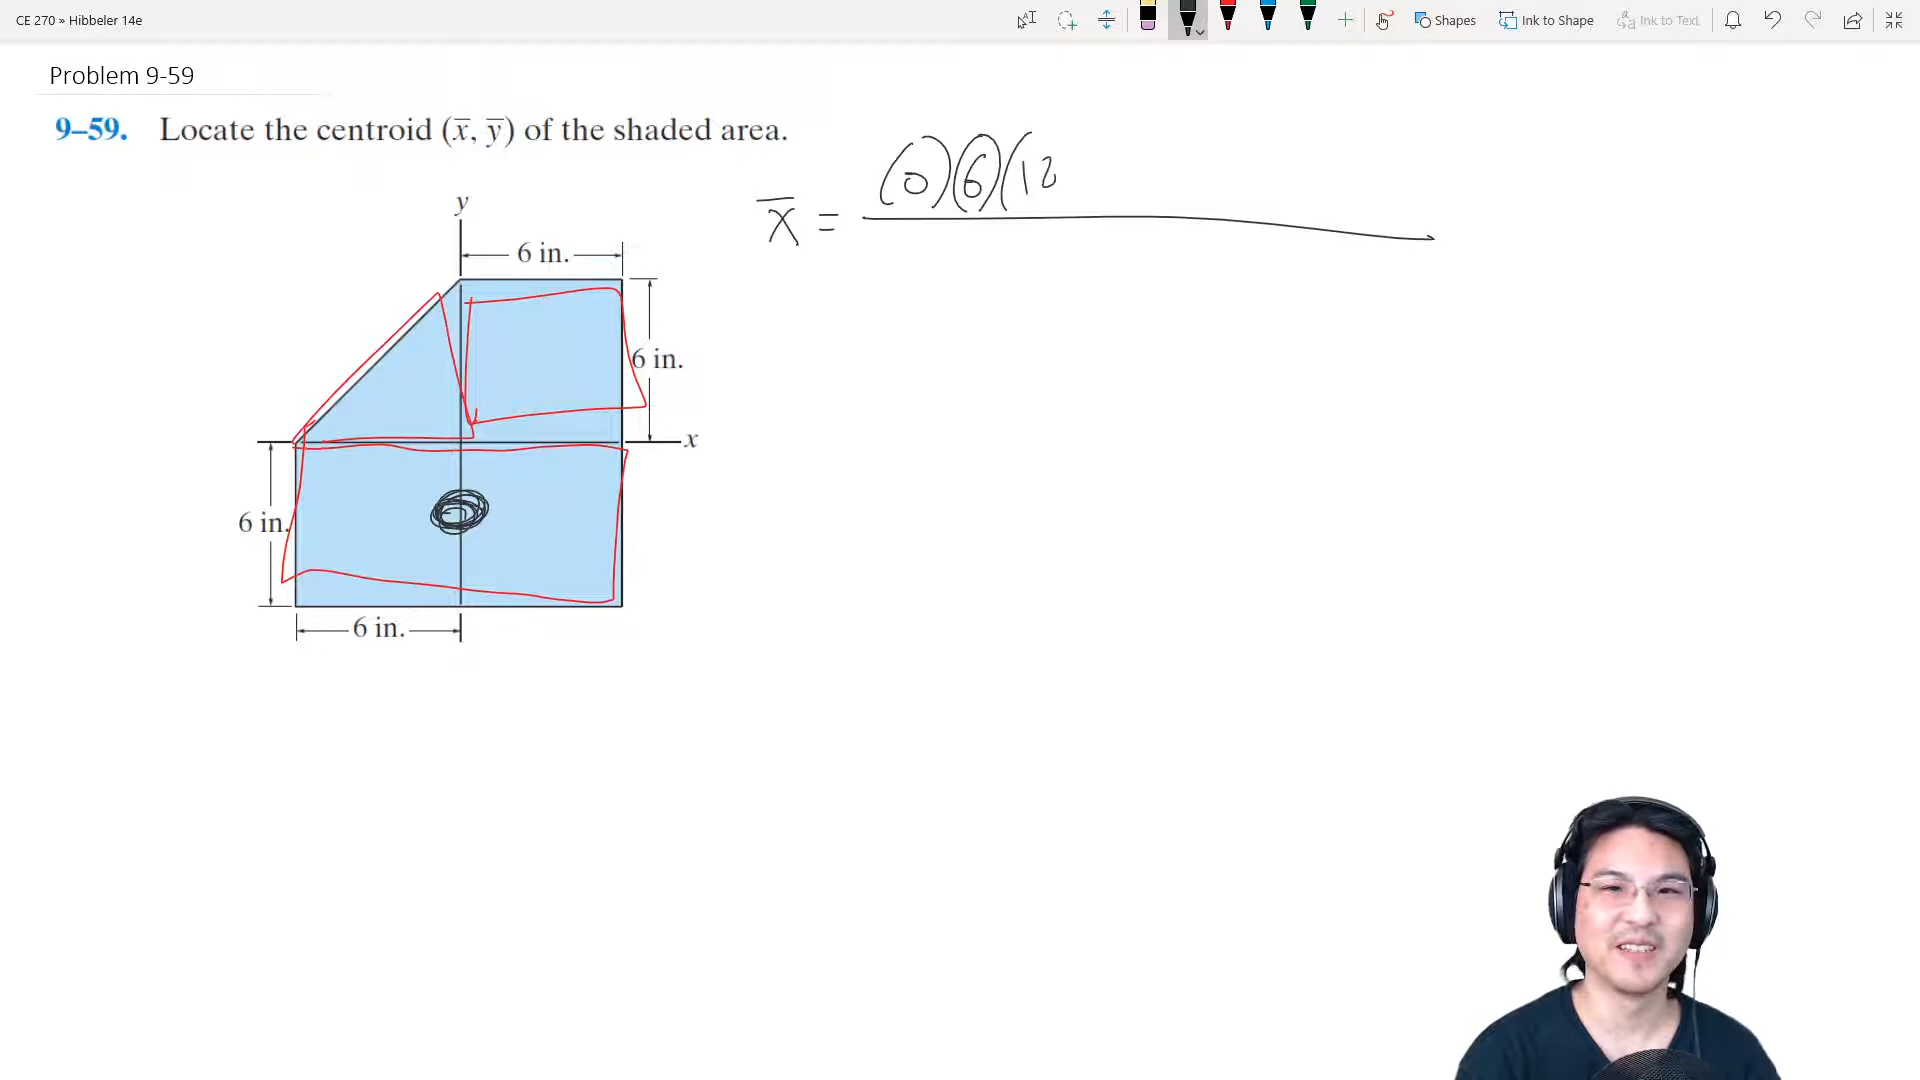 CE 270 » Hibbeler 14e
Shapes
Ink to Shape
Ink to Text
Problem 9-59
9–59. Locate the centroid (x̄, ȳ) of the shaded area.
x̄ = (0)(6)(12
y
6 in.
6 in.
x
6 in.
6 in.